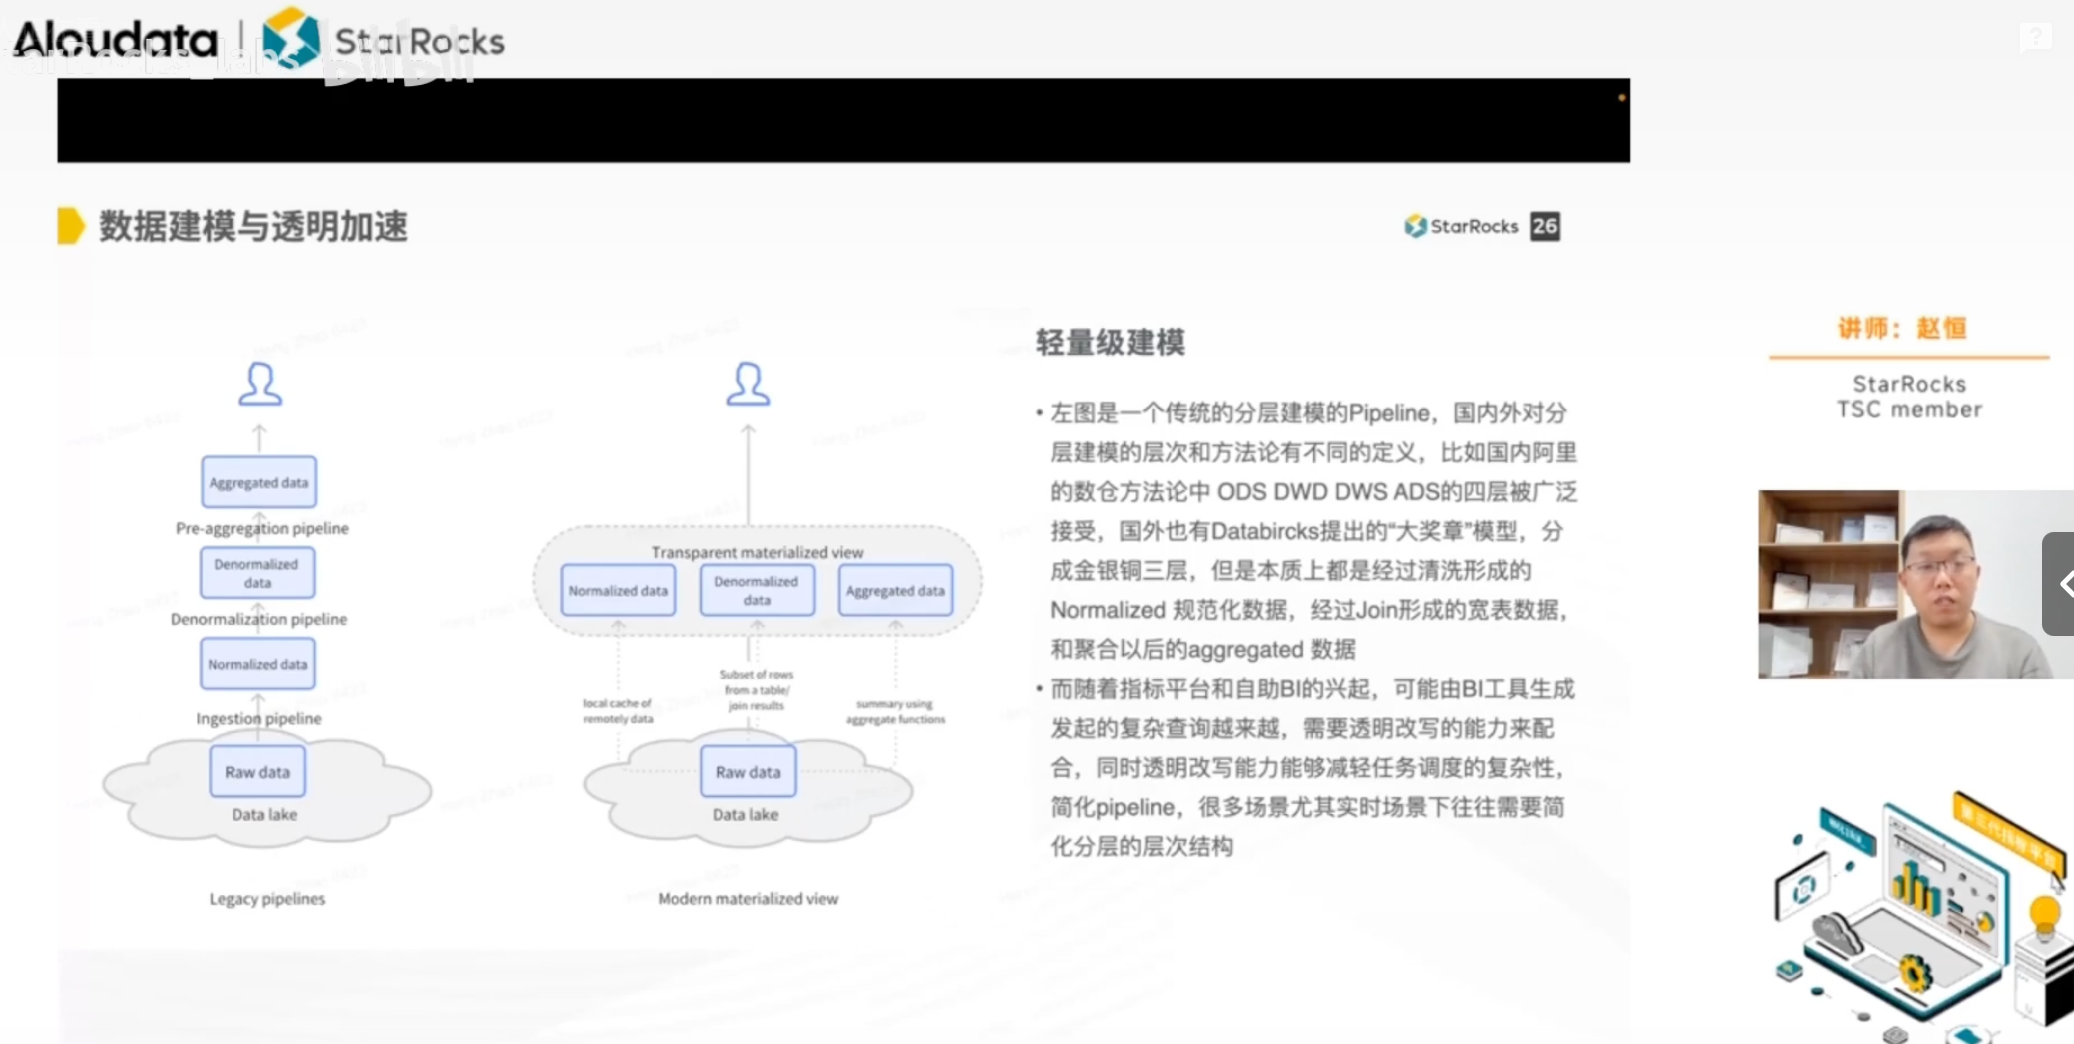 Aloudata | StarRocks
StarRocks_labs bilibili
数据建模与透明加速
StarRocks 26
Aggregated data
Pre-aggregation pipeline
Denormalized
data
Denormalization pipeline
Normalized data
Ingestion pipeline
Raw data
Data lake
Legacy pipelines
Transparent materialized view
Normalized data
Denormalized
data
Aggregated data
local cache of
remotely data
Subset of rows
from a table/
join results
summary using
aggregate functions
Raw data
Data lake
Modern materialized view
轻量级建模
• 左图是一个传统的分层建模的Pipeline，国内外对分
层建模的层次和方法论有不同的定义，比如国内阿里
的数仓方法论中 ODS DWD DWS ADS的四层被广泛
接受，国外也有Databircks提出的“大奖章”模型，分
成金银铜三层，但是本质上都是经过清洗形成的
Normalized 规范化数据，经过Join形成的宽表数据，
和聚合以后的aggregated 数据
• 而随着指标平台和自助BI的兴起，可能由BI工具生成
发起的复杂查询越来越，需要透明改写的能力来配
合，同时透明改写能力能够减轻任务调度的复杂性，
简化pipeline，很多场景尤其实时场景下往往需要简
化分层的层次结构
讲师：赵恒
StarRocks
TSC member
第三代指标平台